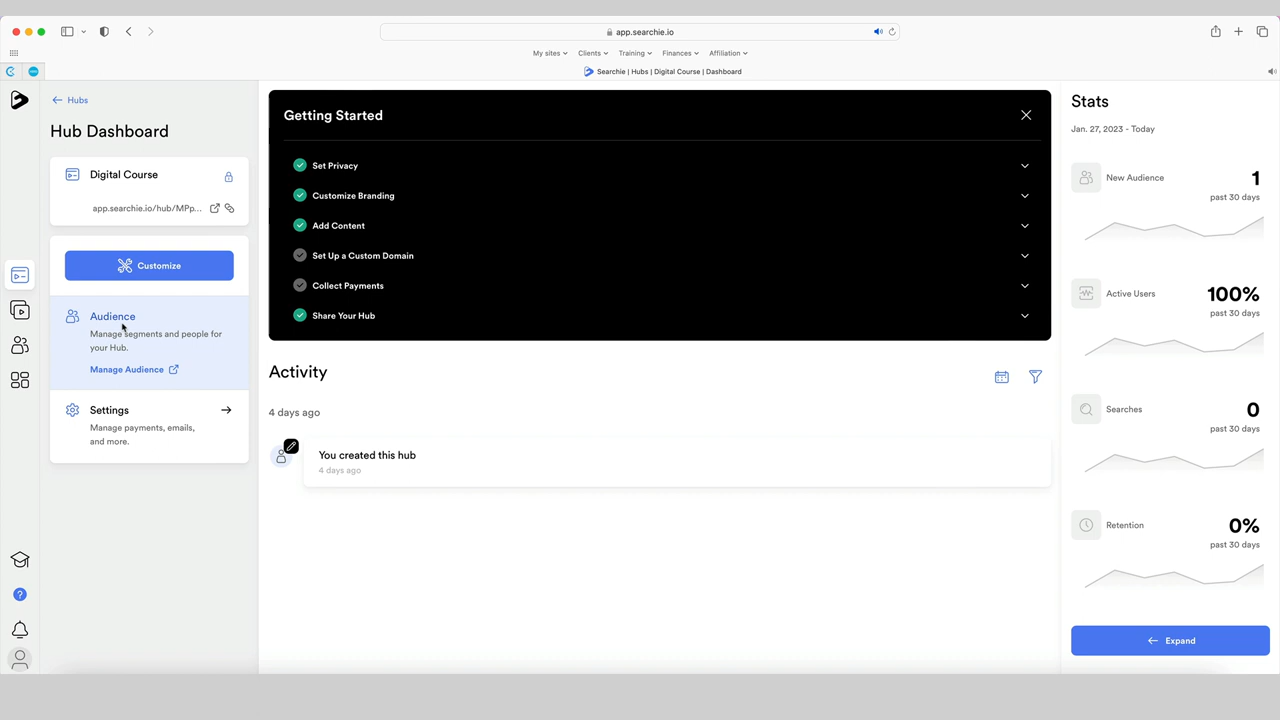 app.searchie.io
My sites
Clients
Training
Finances
Affiliation
Searchie | Hubs | Digital Course | Dashboard
Hubs
Hub Dashboard
Digital Course
app.searchie.io/hub/MPp...
Customize
Audience
Manage segments and people for
your Hub.
Manage Audience
Settings
Manage payments, emails,
and more.
Getting Started
Set Privacy
Customize Branding
Add Content
Set Up a Custom Domain
Collect Payments
Share Your Hub
Activity
4 days ago
You created this hub
4 days ago
Stats
Jan. 27, 2023 - Today
New Audience
1
past 30 days
Active Users
100%
past 30 days
Searches
0
past 30 days
Retention
0%
past 30 days
Expand